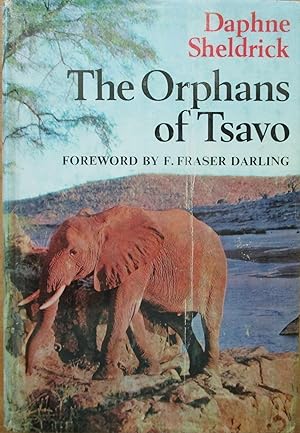 Daphne
Sheldrick
The Orphans
of Tsavo
FOREWORD BY F. FRASER DARLING